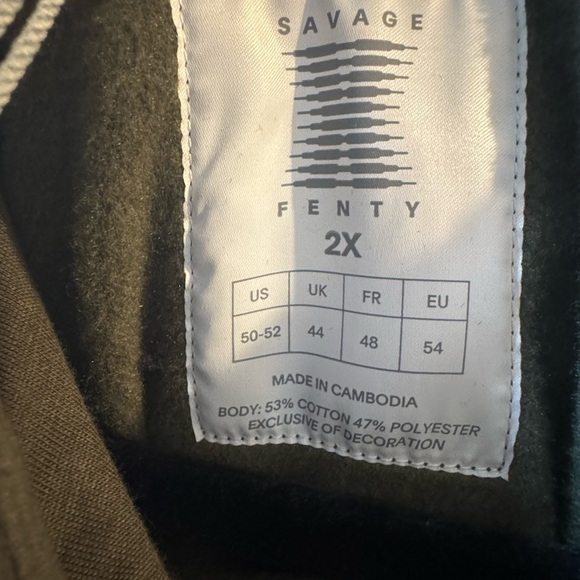 SAVAGE
FENTY
2X
US UK FR EU
50-52 44 48 54
MADE IN CAMBODIA
BODY: 53% COTTON 47% POLYESTER
EXCLUSIVE OF DECORATION